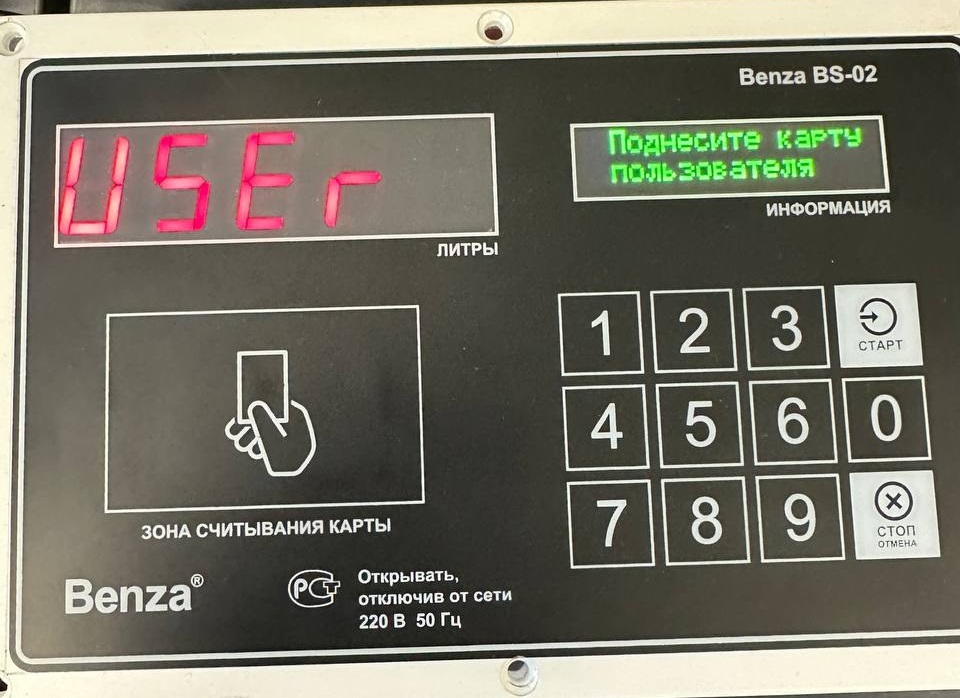 Benza BS-02
USEr
Поднесите карту
пользователя
ЛИТРЫ
ИНФОРМАЦИЯ
1 2 3
СТАРТ
4 5 6 0
7 8 9
СТОП
ОТМЕНА
ЗОНА СЧИТЫВАНИЯ КАРТЫ
Benza®
РСТ
Открывать,
отключив от сети
220 В 50 Гц